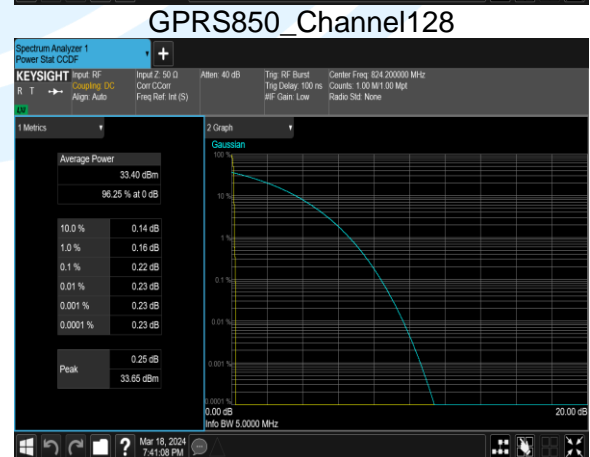 GPRS850_Channel128
Spectrum Analyzer 1
Power Stat CCDF
+
KEYSIGHT
R T
LXI
Input: RF
Coupling: DC
Align: Auto
Input Z: 50 Ω
Corr CCorr
Freq Ref: Int (S)
Atten: 40 dB
Trig: RF Burst
Trig Delay: 100 ns
#IF Gain: Low
Center Freq: 824.200000 MHz
Counts: 1.00 M/1.00 Mpt
Radio Std: None
1 Metrics
Average Power
33.40 dBm
96.25 % at 0 dB
10.0 % 0.14 dB
1.0 % 0.16 dB
0.1 % 0.22 dB
0.01 % 0.23 dB
0.001 % 0.23 dB
0.0001 % 0.23 dB
Peak 0.25 dB
33.65 dBm
2 Graph
Gaussian
100 %
10 %
1 %
0.1 %
0.01 %
0.001 %
0.0001 %
0.00 dB 20.00 dB
Info BW 5.0000 MHz
?
Mar 18, 2024
7:41:08 PM